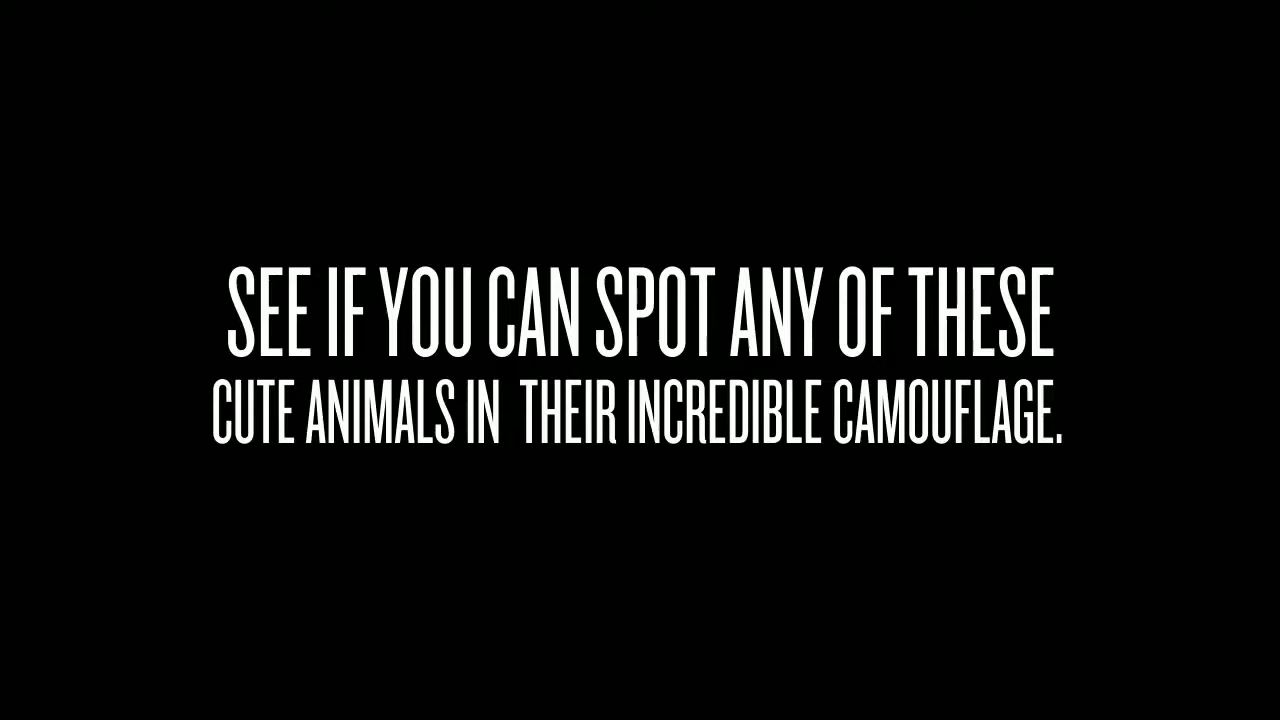 SEE IF YOU CAN SPOT ANY OF THESE
CUTE ANIMALS IN THEIR INCREDIBLE CAMOUFLAGE.